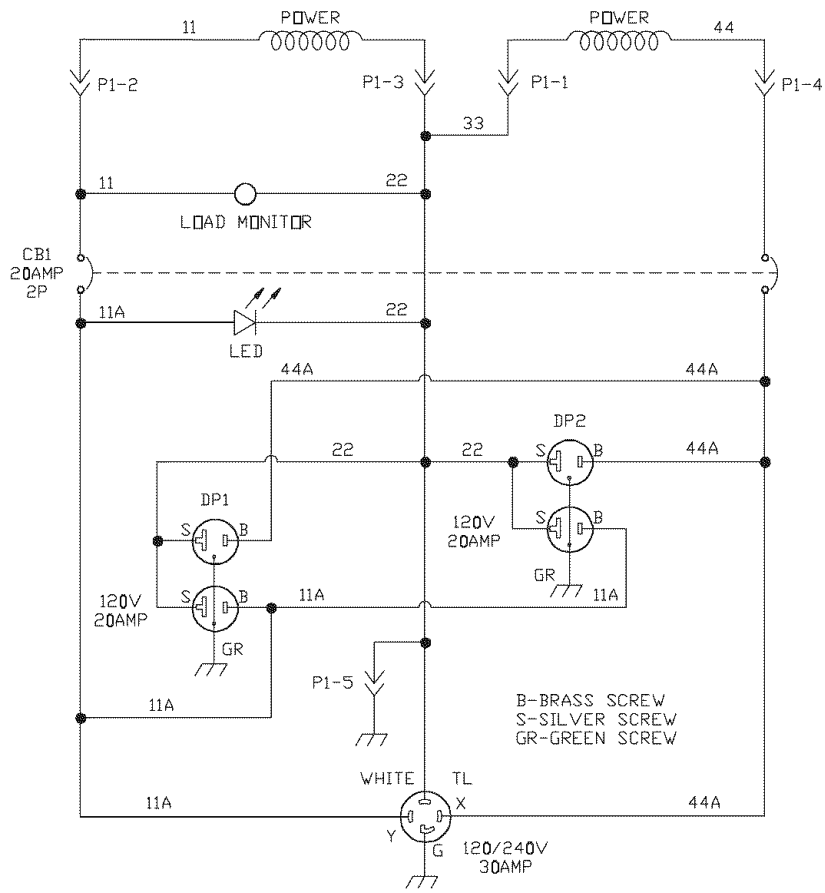 POWER
POWER
11
44
P1-2
P1-3
P1-1
P1-4
33
11
22
LOAD MONITOR
CB1
20AMP
2P
11A
22
LED
44A
44A
DP2
22
22
S
B
44A
DP1
S
B
120V
20AMP
S
B
GR
11A
S
B
120V
20AMP
GR
11A
P1-5
B-BRASS SCREW
S-SILVER SCREW
GR-GREEN SCREW
11A
WHITE
TL
11A
X
44A
Y
G
120/240V
30AMP